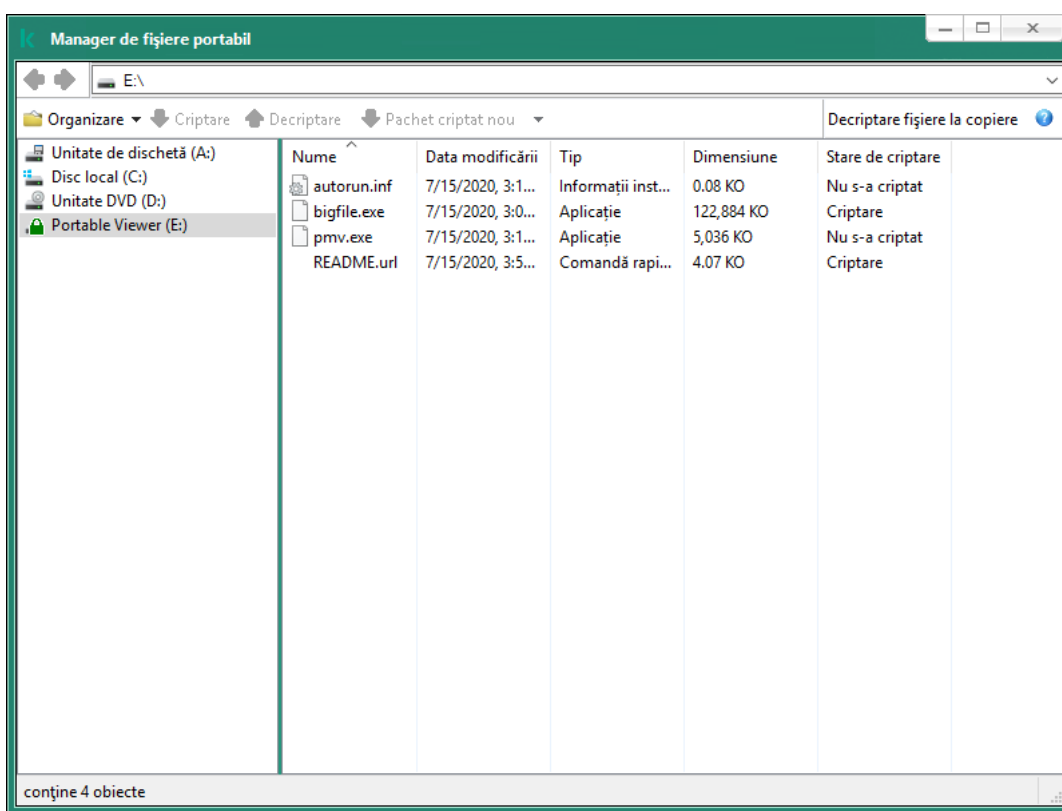 Manager de fișiere portabil
E:\
Organizare Criptare Decriptare Pachet criptat nou Decriptare fișiere la copiere
Unitate de dischetă (A:)
Disc local (C:)
Unitate DVD (D:)
Portable Viewer (E:)
Nume Data modificării Tip Dimensiune Stare de criptare
autorun.inf 7/15/2020, 3:1... Informații inst... 0.08 KO Nu s-a criptat
bigfile.exe 7/15/2020, 3:0... Aplicație 122,884 KO Criptare
pmv.exe 7/15/2020, 3:1... Aplicație 5,036 KO Nu s-a criptat
README.url 7/15/2020, 3:5... Comandă rapi... 4.07 KO Criptare
conține 4 obiecte